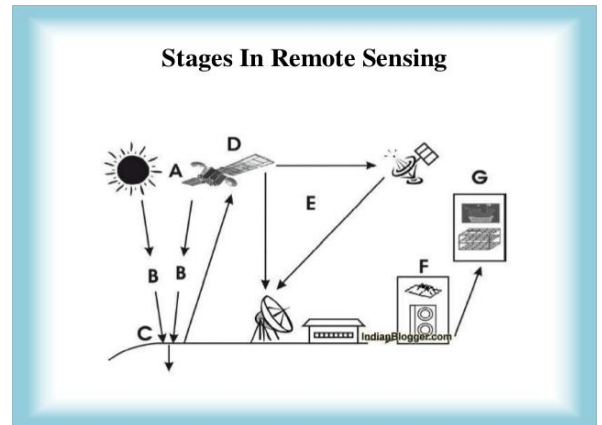 Stages In Remote Sensing
D
A
G
E
B B
F
C
IndianBlogger.com